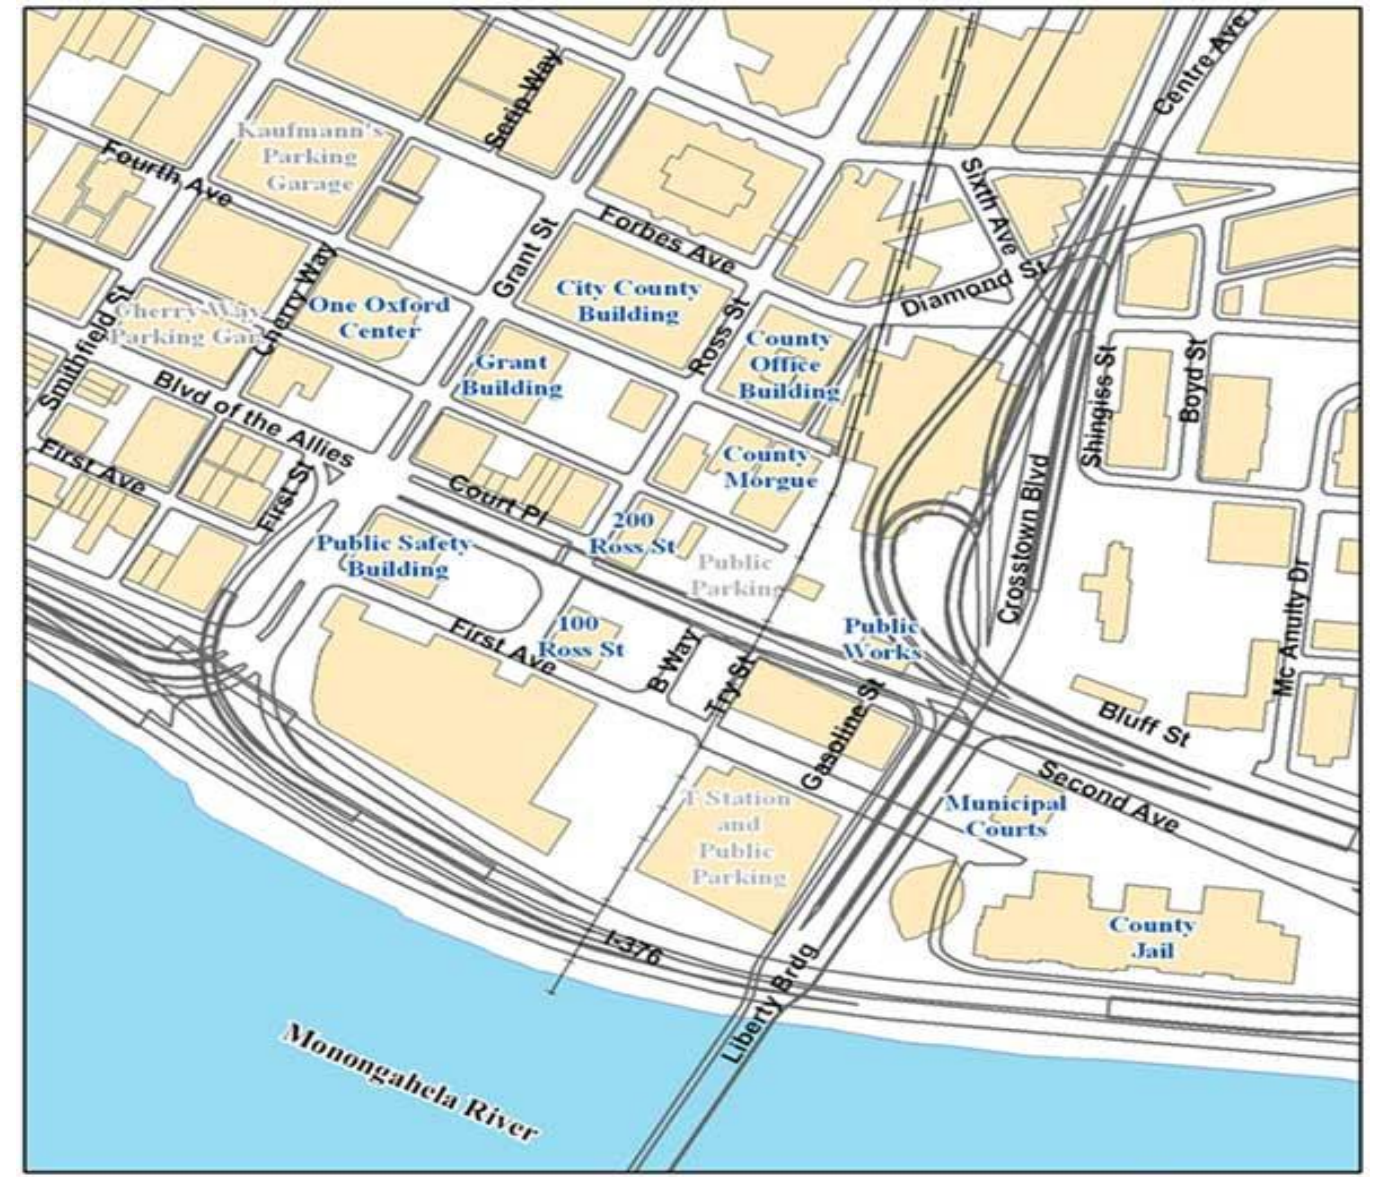 Centre Ave
Scrip Way
Kaufmann's
Parking
Garage
Fourth Ave
Sixth Ave
Forbes Ave
Grant St
Diamond St
City County
Building
One Oxford
Center
Cherry Way
Smithfield St
Cherry Way
Parking Gar
Ross St
County
Office
Building
Grant
Building
Shingiss St
Boyd St
Blvd of the Allies
First Ave
First St
County
Morgue
Court Pl
Crosstown Blvd
200
Ross St
Public Safety
Building
Public
Parking
Mc Anulty Dr
100
Ross St
First Ave
B Way
Try St
Public
Works
Gasoline St
Bluff St
Second Ave
T Station
and
Public
Parking
Municipal
Courts
County
Jail
I-376
Liberty Brdg
Monongahela River